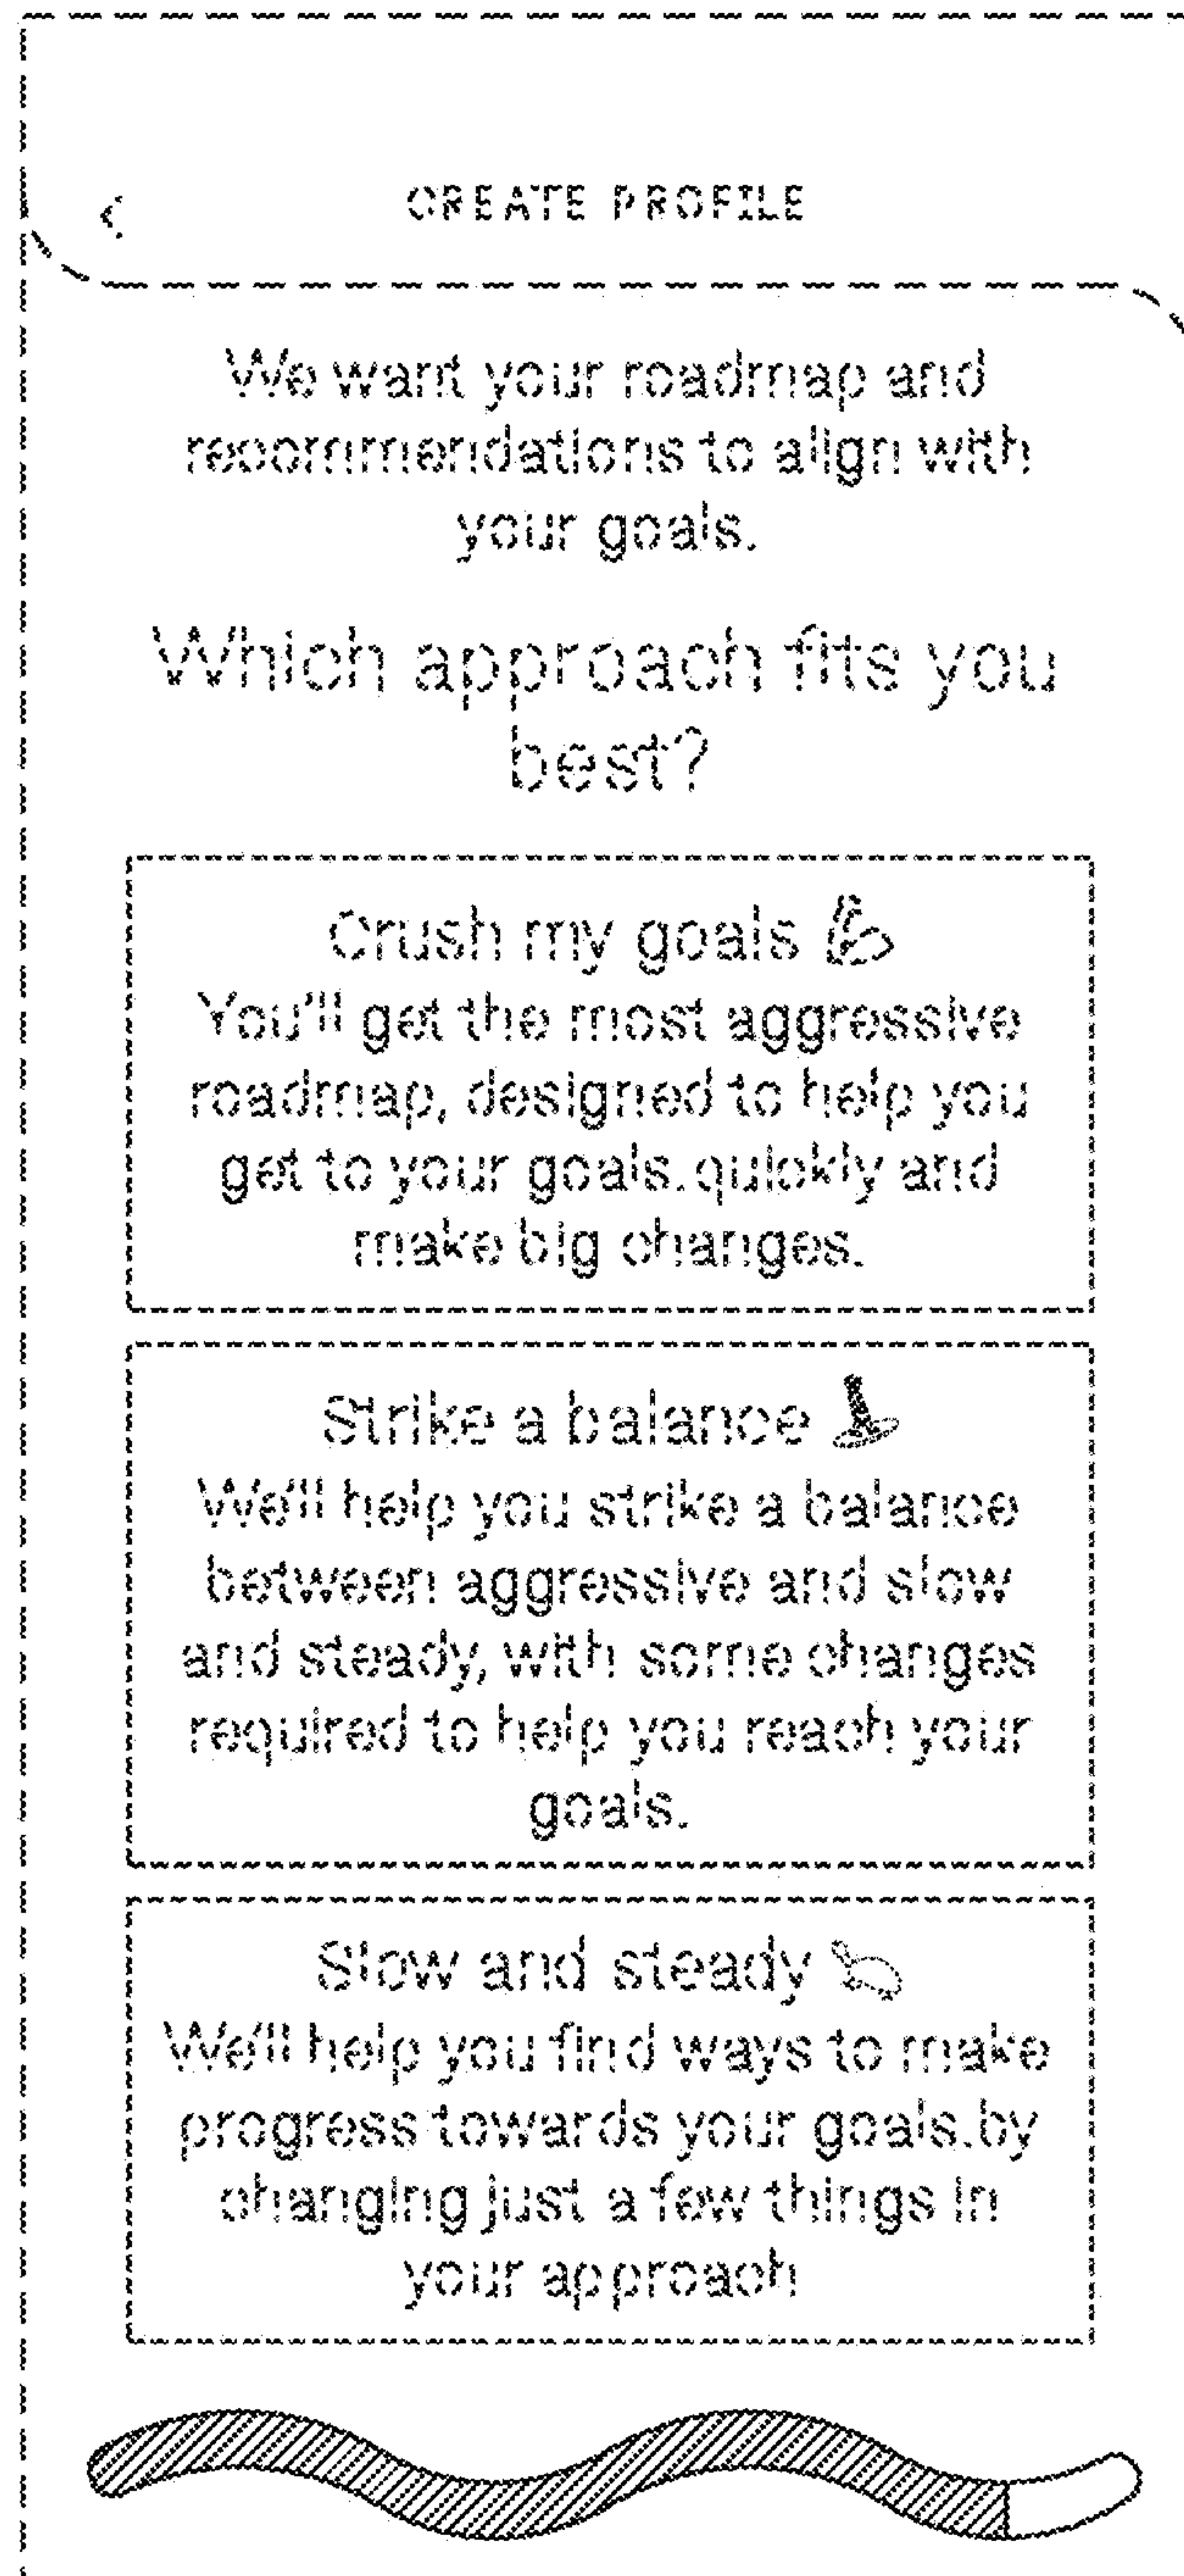 CREATE PROFILE
We want your roadmap and
recommendations to align with
your goals.
Which approach fits you
best?
Crush my goals
You'll get the most aggressive
roadmap, designed to help you
get to your goals.quickly and
make big changes.
Strike a balance
We'll help you strike a balance
between aggressive and slow
and steady, with some changes
required to help you reach your
goals.
Slow and steady
We'll help you find ways to make
progress towards your goals.by
changing just a few things in
your approach